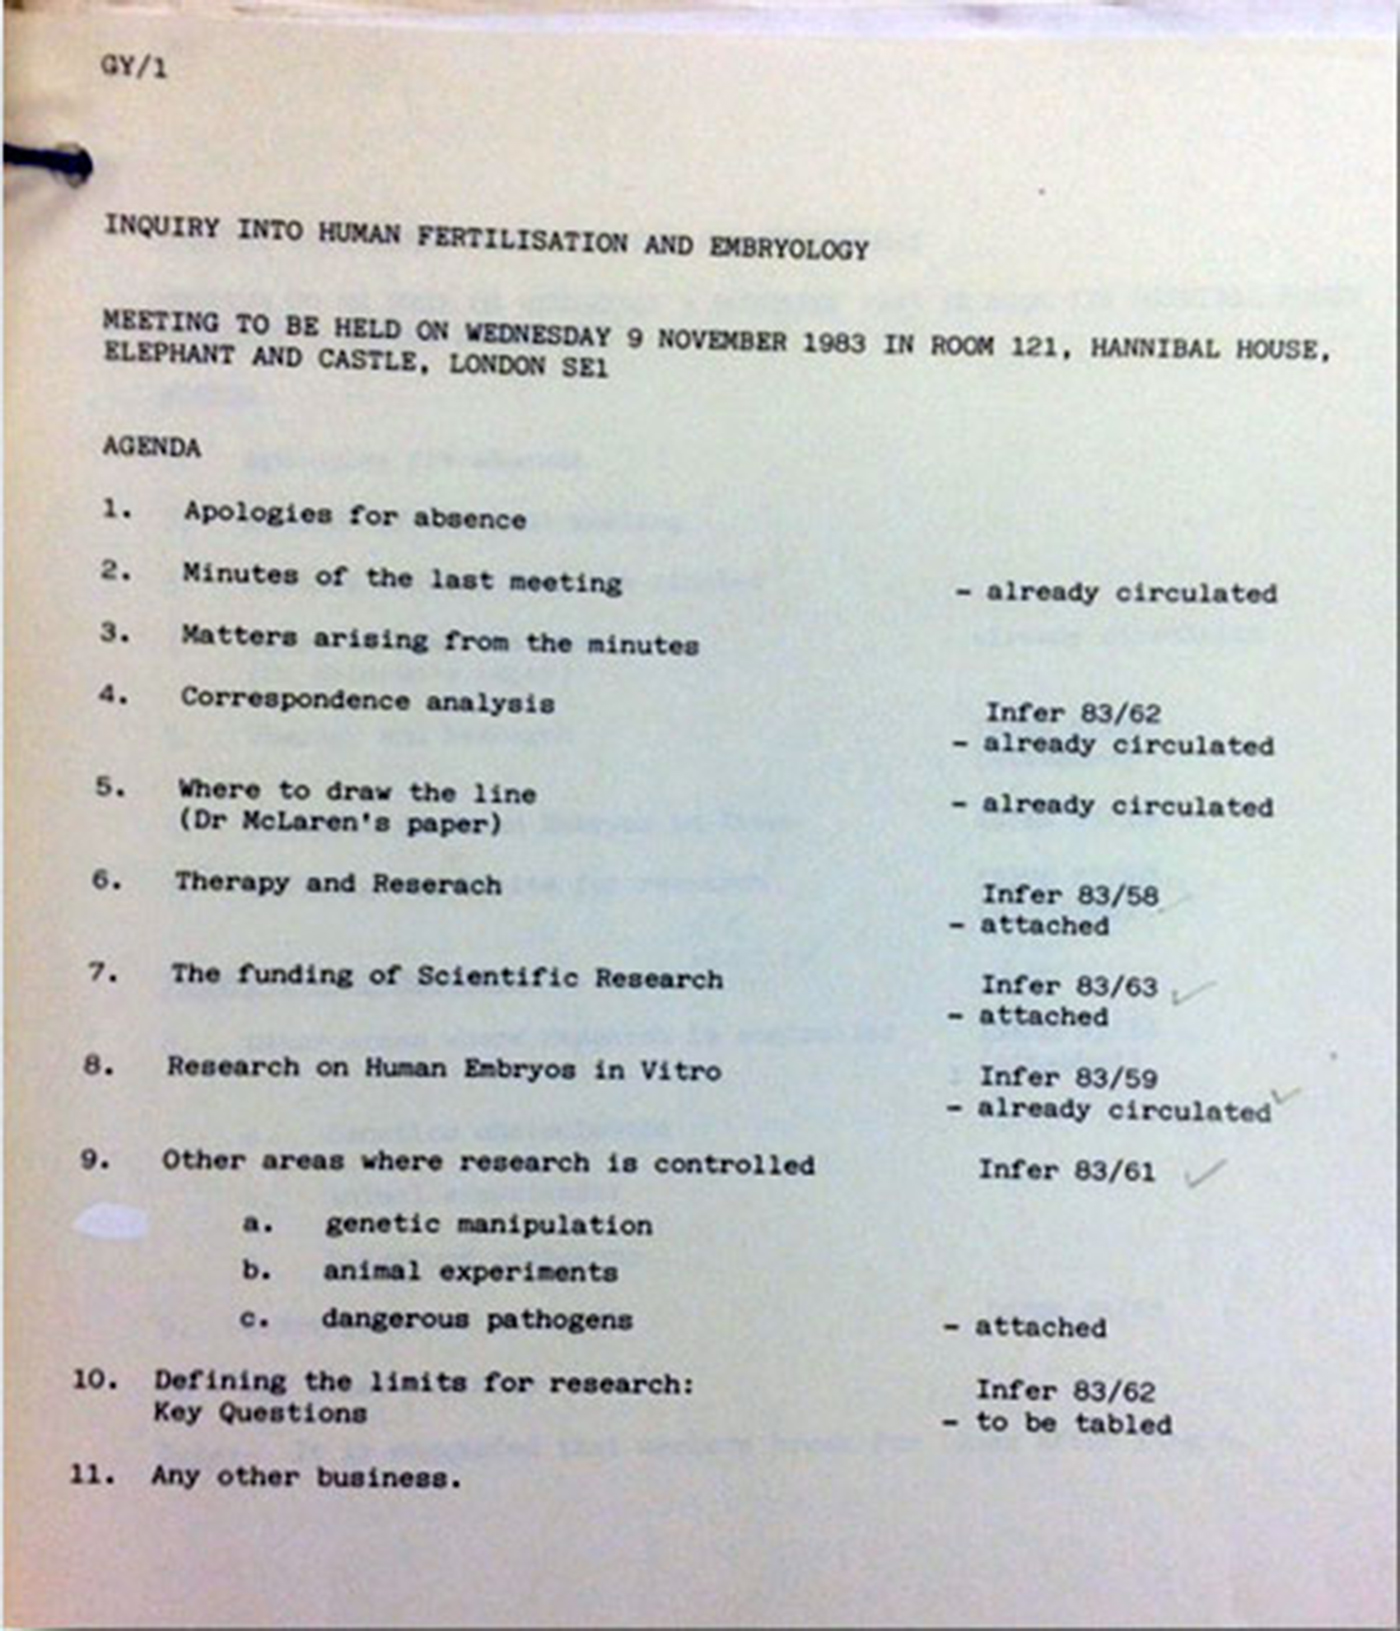 GY/1
INQUIRY INTO HUMAN FERTILISATION AND EMBRYOLOGY
MEETING TO BE HELD ON WEDNESDAY 9 NOVEMBER 1983 IN ROOM 121, HANNIBAL HOUSE,
ELEPHANT AND CASTLE, LONDON SE1
AGENDA
1. Apologies for absence
2. Minutes of the last meeting - already circulated
3. Matters arising from the minutes
4. Correspondence analysis Infer 83/62
- already circulated
5. Where to draw the line - already circulated
(Dr McLaren's paper)
6. Therapy and Reserach Infer 83/58
- attached
7. The funding of Scientific Research Infer 83/63
- attached
8. Research on Human Embryos in Vitro Infer 83/59
- already circulated
9. Other areas where research is controlled Infer 83/61
a. genetic manipulation
b. animal experiments
c. dangerous pathogens - attached
10. Defining the limits for research: Infer 83/62
Key Questions - to be tabled
11. Any other business.